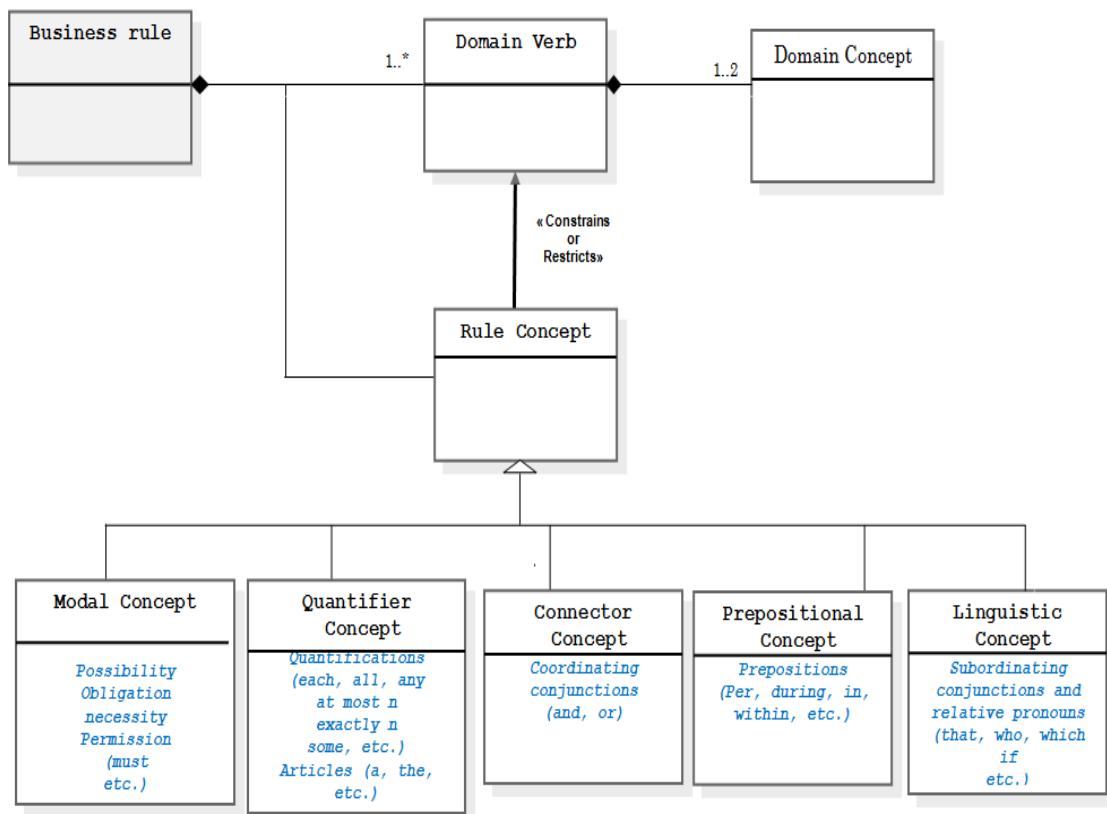 Business rule
Domain Verb
Domain Concept
1..*
1..2
« Constrains
or
Restricts»
Rule Concept
Modal Concept
Possibility
Obligation
necessity
Permission
(must
etc.)
Quantifier
Concept
Quantifications
(each, all, any
at most n
exactly n
some, etc.)
Articles (a, the,
etc.)
Connector
Concept
Coordinating
conjunctions
(and, or)
Prepositional
Concept
Prepositions
(Per, during, in,
within, etc.)
Linguistic
Concept
Subordinating
conjunctions and
relative pronouns
(that, who, which
if
etc.)